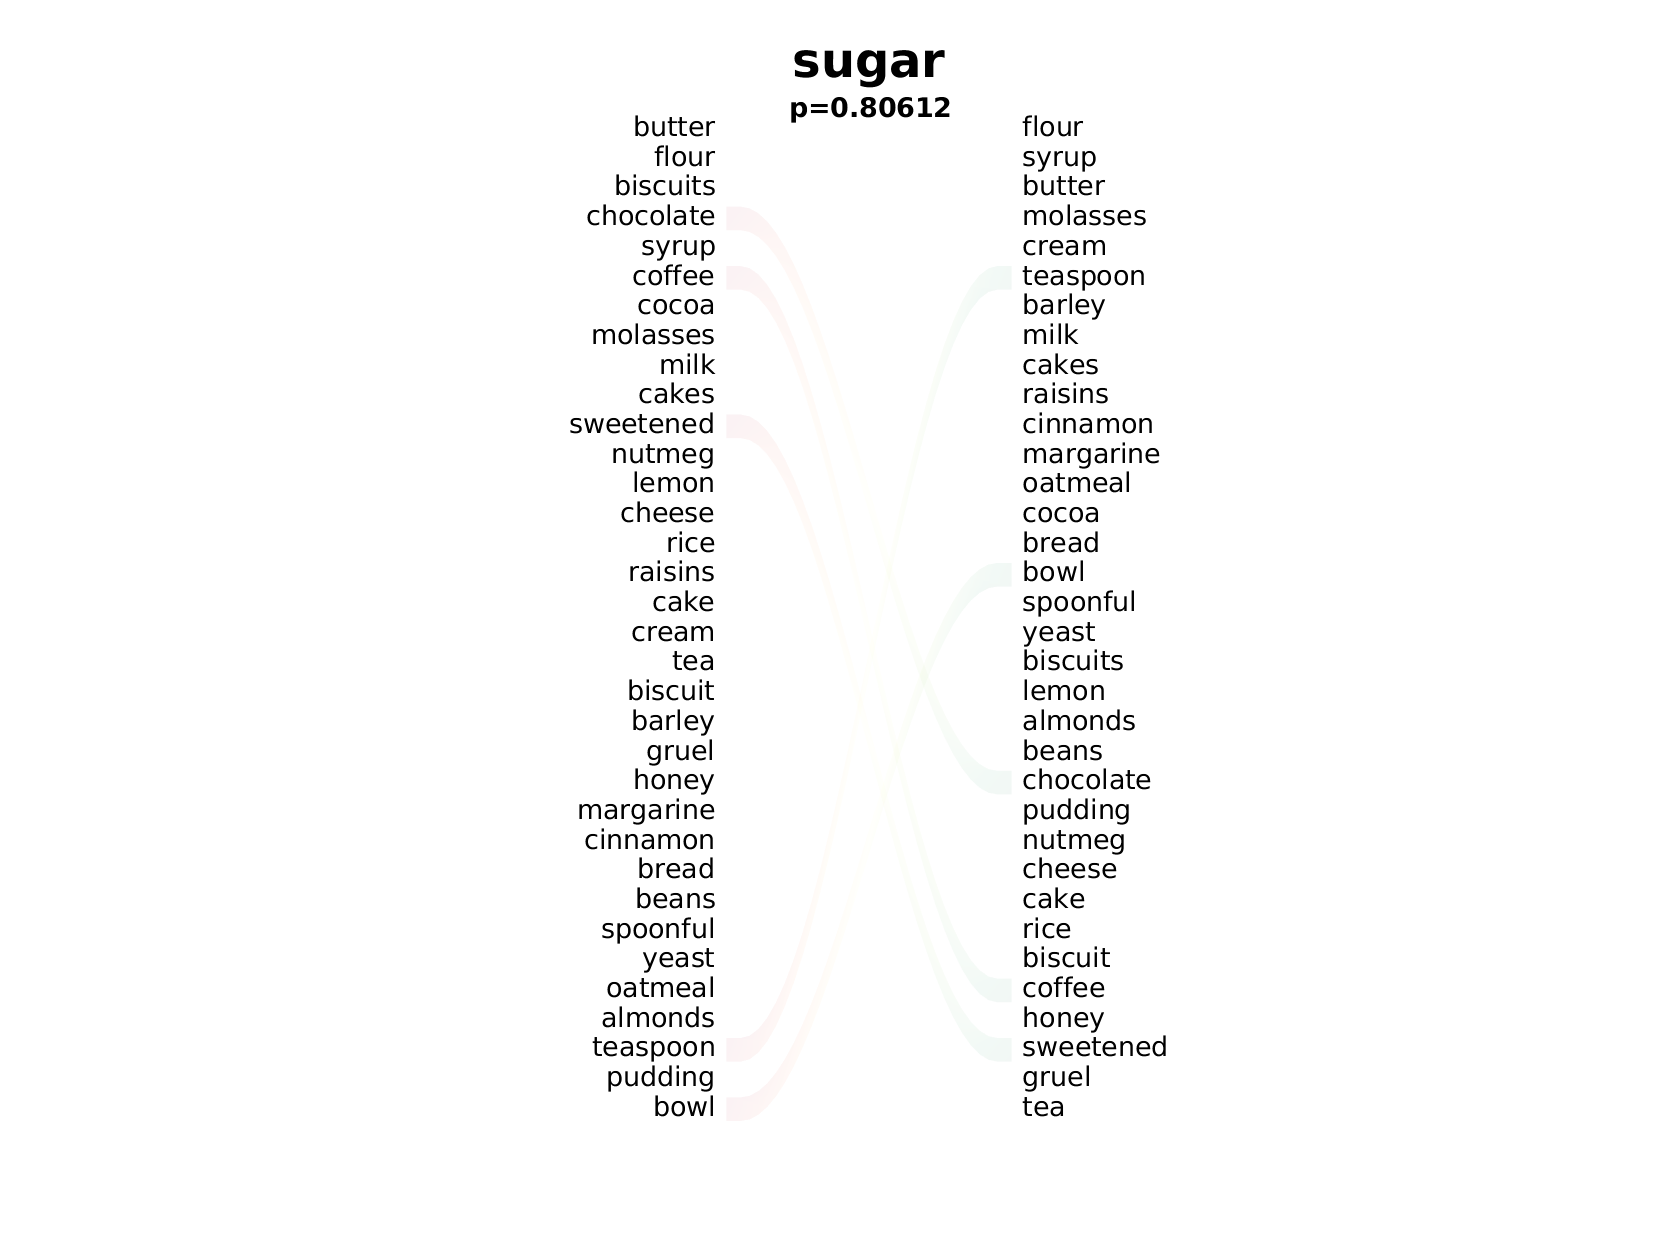 sugar
p=0.80612
butter flour
flour syrup
biscuits butter
chocolate molasses
syrup cream
coffee teaspoon
cocoa barley
molasses milk
milk cakes
cakes raisins
sweetened cinnamon
nutmeg margarine
lemon oatmeal
cheese cocoa
rice bread
raisins bowl
cake spoonful
cream yeast
tea biscuits
biscuit lemon
barley almonds
gruel beans
honey chocolate
margarine pudding
cinnamon nutmeg
bread cheese
beans cake
spoonful rice
yeast biscuit
oatmeal coffee
almonds honey
teaspoon sweetened
pudding gruel
bowl tea